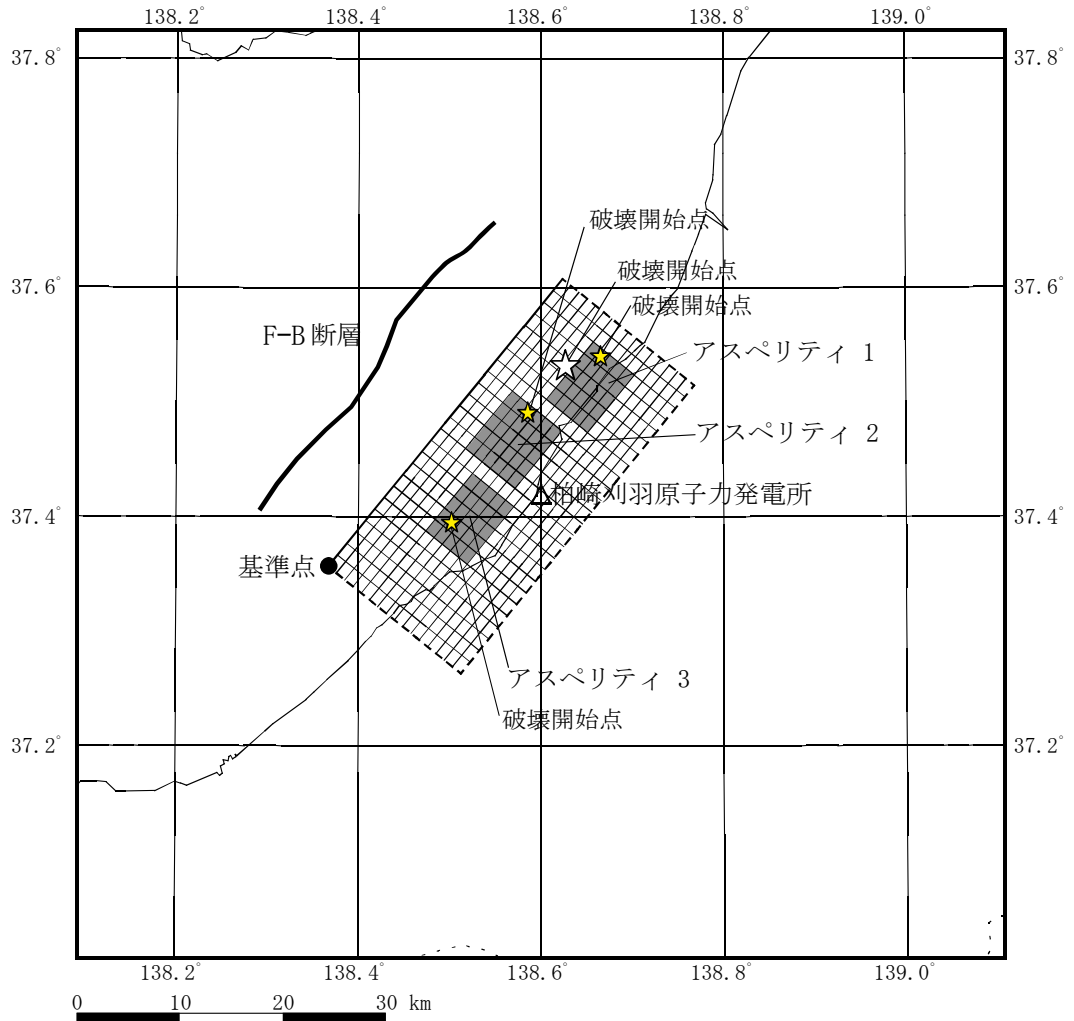 138.2° 138.4° 138.6° 138.8° 139.0°
37.8° 37.8°
破壊開始点
破壊開始点
37.6° 37.6°
破壊開始点
F-B断層
アスペリティ 1
アスペリティ 2
柏崎刈羽原子力発電所
37.4° 37.4°
基準点
アスペリティ 3
破壊開始点
37.2° 37.2°
138.2° 138.4° 138.6° 138.8° 139.0°
0 10 20 30 km